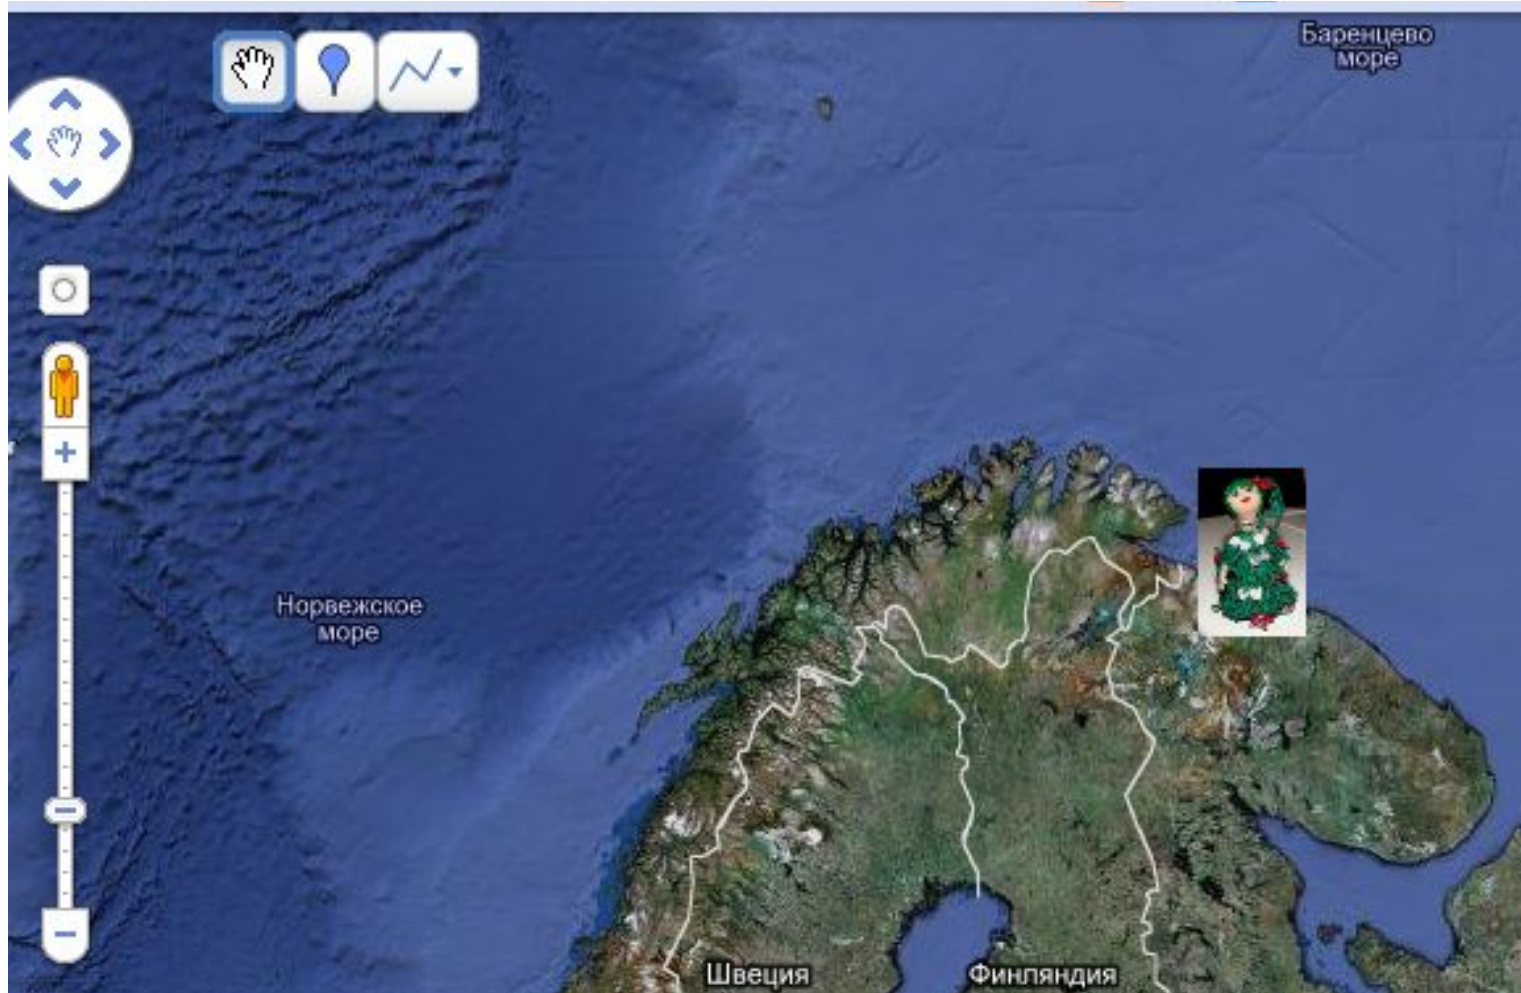 Баренцево
море
Норвежское
море
Швеция
Финляндия